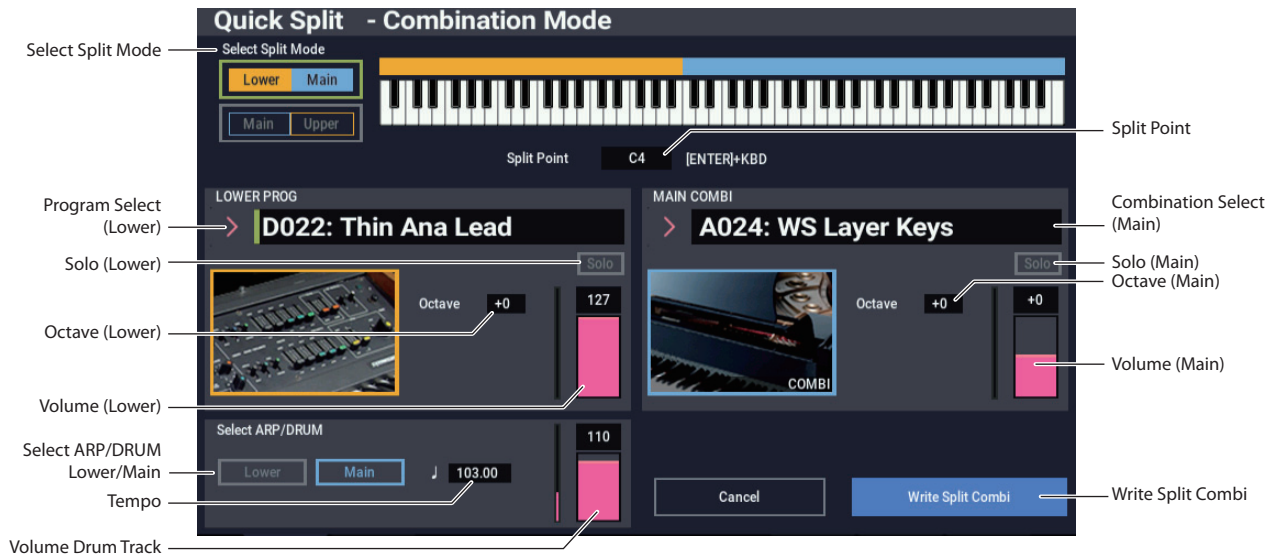 Quick Split - Combination Mode
Select Split Mode
Select Split Mode
Lower Main
Main Upper
Split Point
Split Point C4 [ENTER]+KBD
LOWER PROG
MAIN COMBI
Program Select
(Lower)
D022: Thin Ana Lead
A024: WS Layer Keys
Combination Select
(Main)
Solo (Lower)
Solo
Solo
Solo (Main)
Octave (Main)
Octave +0
127
Octave +0
+0
Octave (Lower)
COMBI
Volume (Main)
Volume (Lower)
Select ARP/DRUM
110
Select ARP/DRUM
Lower/Main
Lower Main
♩ 103.00
Tempo
Cancel
Write Split Combi
Write Split Combi
Volume Drum Track